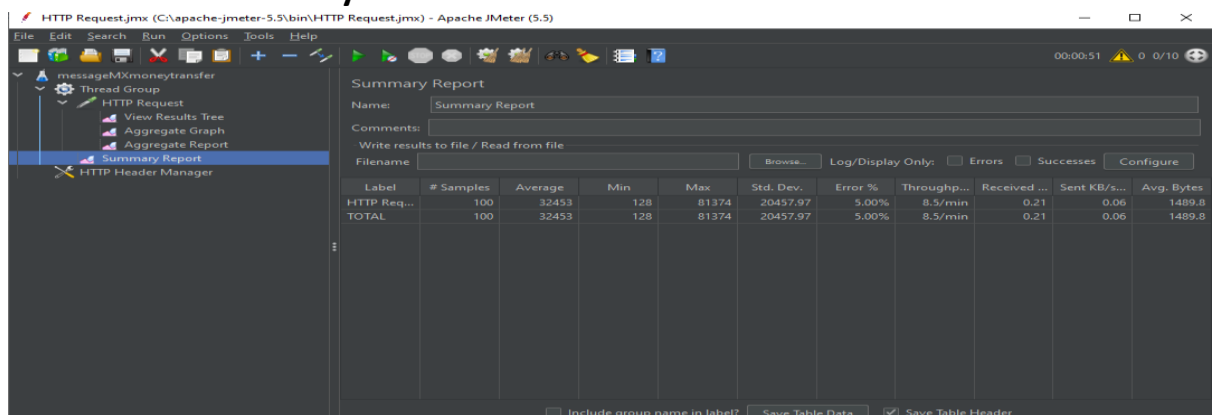 HTTP Request.jmx (C:\apache-jmeter-5.5\bin\HTTP Request.jmx) - Apache JMeter (5.5)
File Edit Search Run Options Tools Help
00:00:51 0 0/10
messageMXmoneytransfer
Thread Group
HTTP Request
View Results Tree
Aggregate Graph
Aggregate Report
Summary Report
HTTP Header Manager
Summary Report
Name: Summary Report
Comments:
Write results to file / Read from file
Filename Browse... Log/Display Only: Errors Successes Configure
Label # Samples Average Min Max Std. Dev. Error % Throughp... Received ... Sent KB/s... Avg. Bytes
HTTP Req... 100 32453 128 81374 20457.97 5.00% 8.5/min 0.21 0.06 1489.8
TOTAL 100 32453 128 81374 20457.97 5.00% 8.5/min 0.21 0.06 1489.8
Include group name in label? Save Table Data Save Table Header